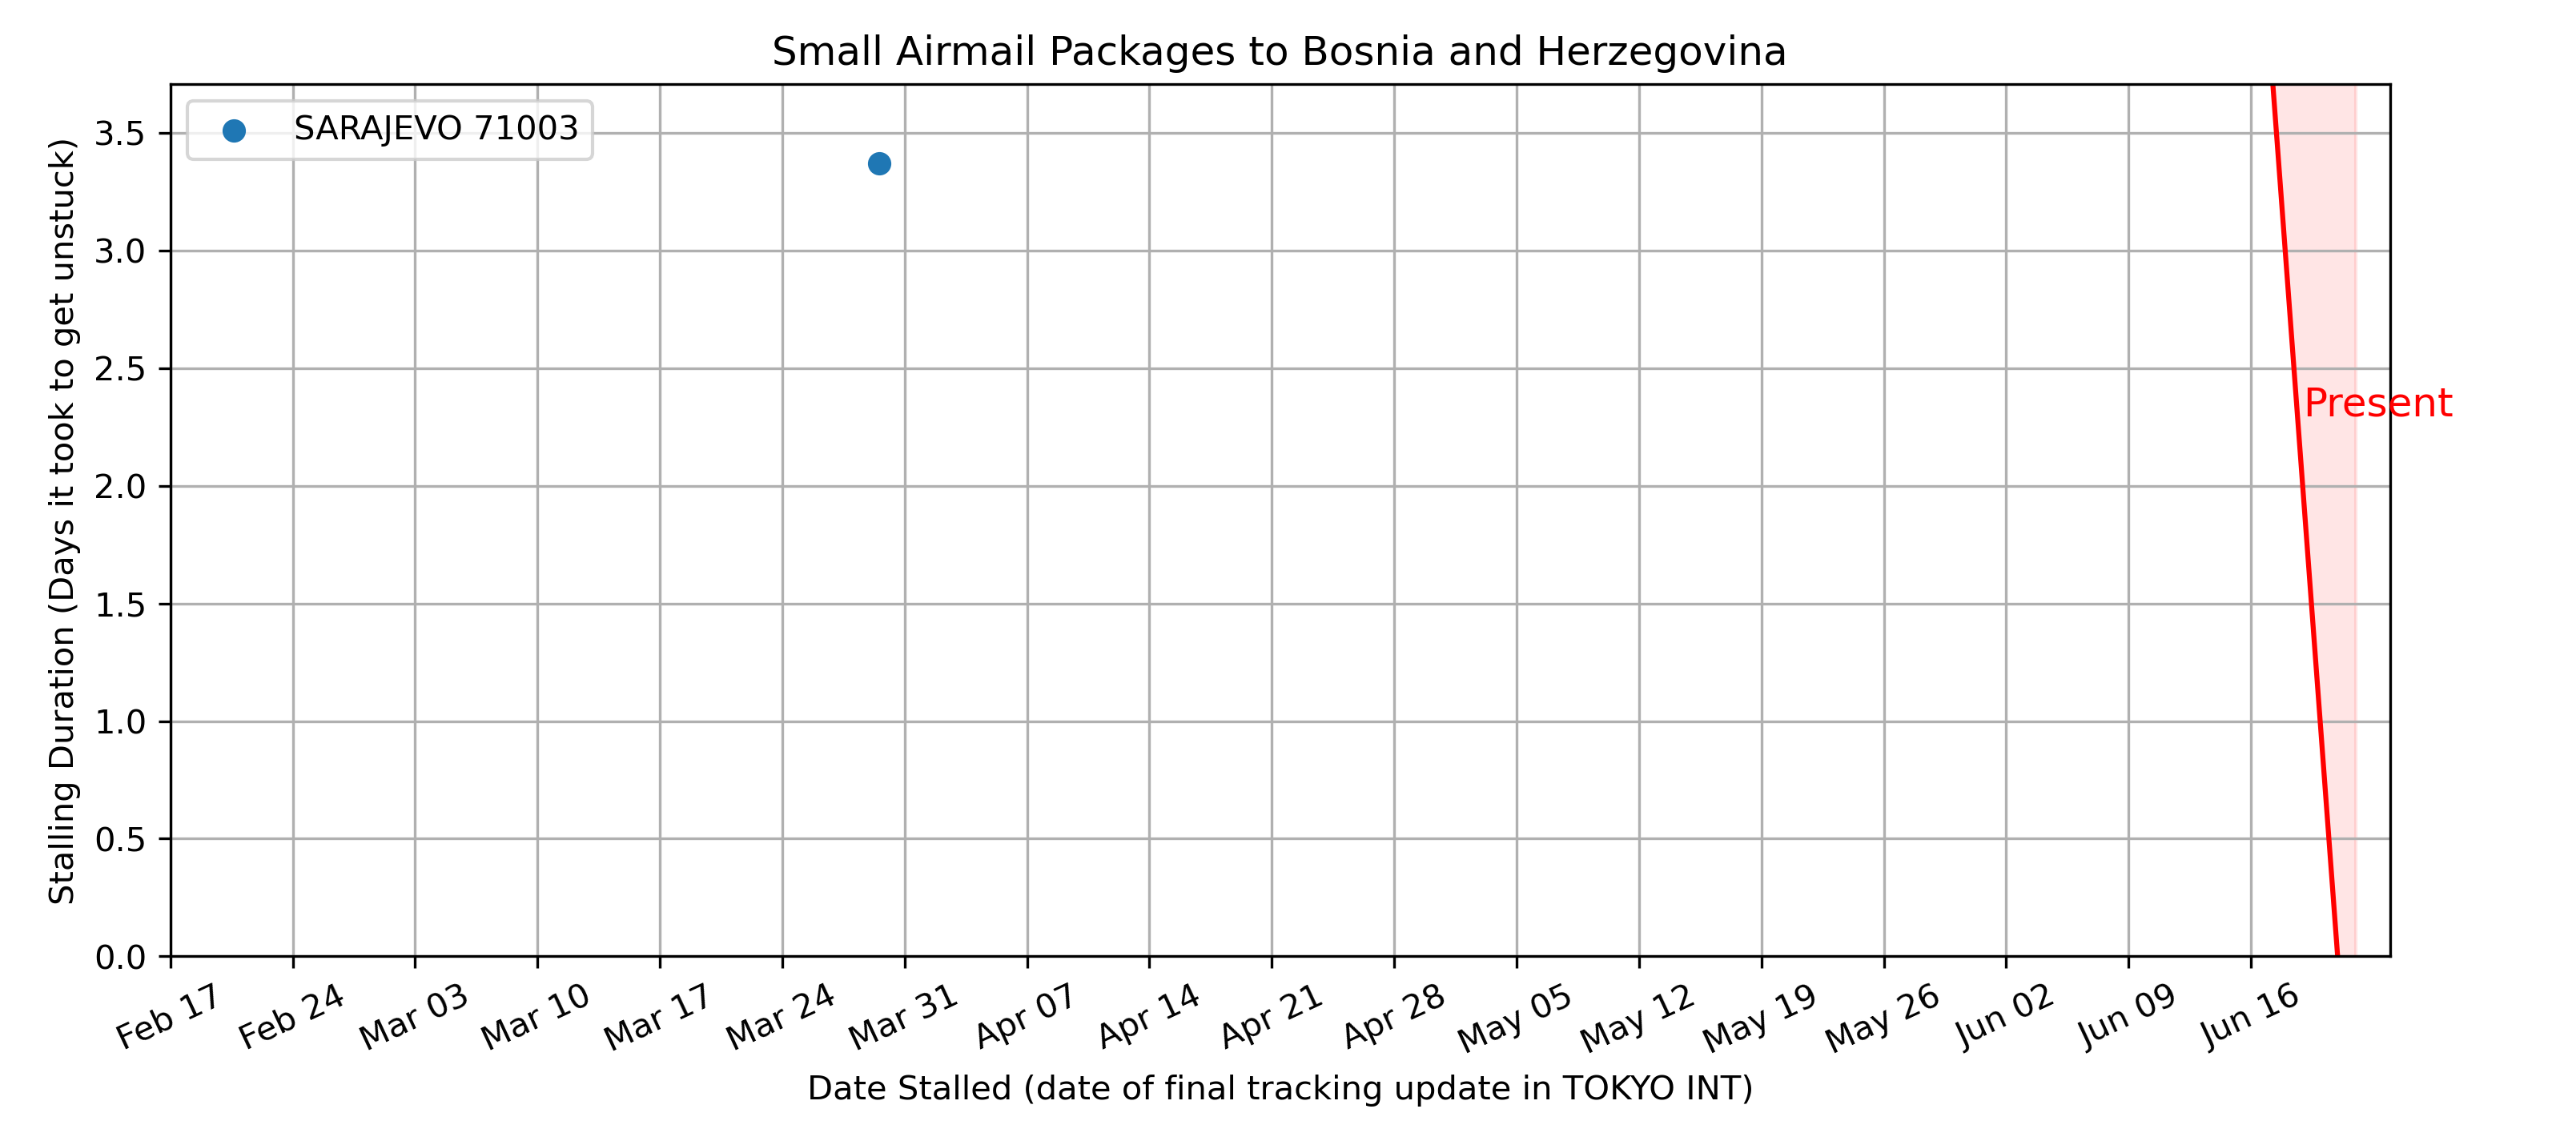 Small Airmail Packages to Bosnia and Herzegovina
SARAJEVO 71003
Stalling Duration (Days it took to get unstuck)
3.5
3.0
2.5
2.0
1.5
1.0
0.5
0.0
Present
Feb 17
Feb 24
Mar 03
Mar 10
Mar 17
Mar 24
Mar 31
Apr 07
Apr 14
Apr 21
Apr 28
May 05
May 12
May 19
May 26
Jun 02
Jun 09
Jun 16
Date Stalled (date of final tracking update in TOKYO INT)